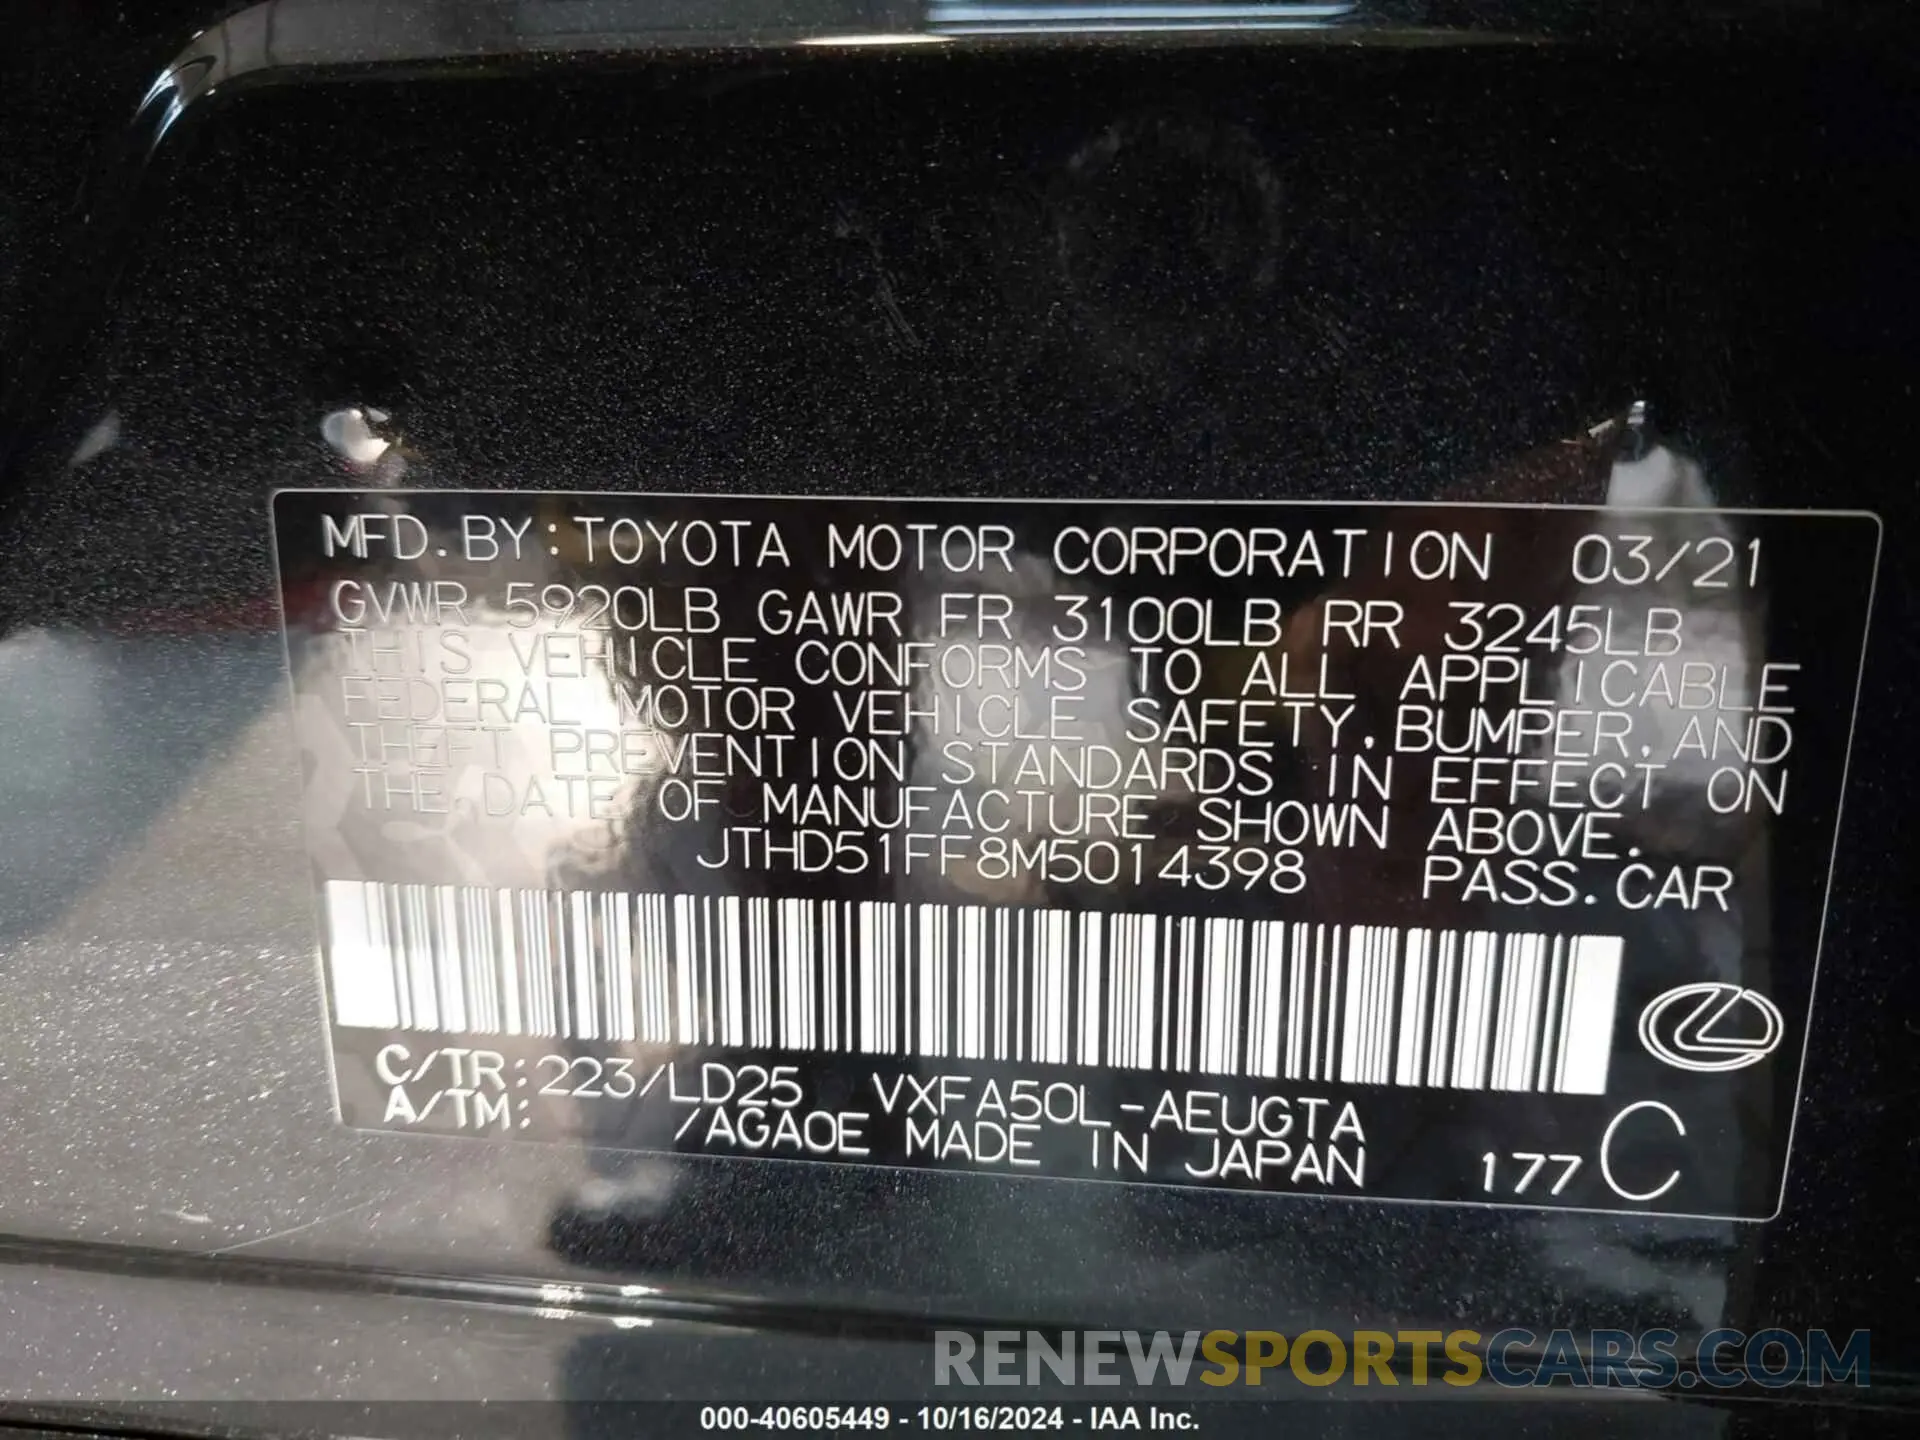 MFD. BY: TOYOTA MOTOR CORPORATION 03/21
GVWR 5920LB GAWR FR 3100LB RR 3245LB
THIS VEHICLE CONFORMS TO ALL APPLICABLE
FEDERAL MOTOR VEHICLE SAFETY, BUMPER, AND
THEFT PREVENTION STANDARDS IN EFFECT ON
THE DATE OF MANUFACTURE SHOWN ABOVE.
JTHD51FF8M5014398 PASS. CAR
C/TR: 223/LD25 VXFA50L-AEUGTA
A/TM: /AGA0E MADE IN JAPAN 177 C
RENEWSPORTSCARS.COM
000-40605449 - 10/16/2024 - IAA Inc.